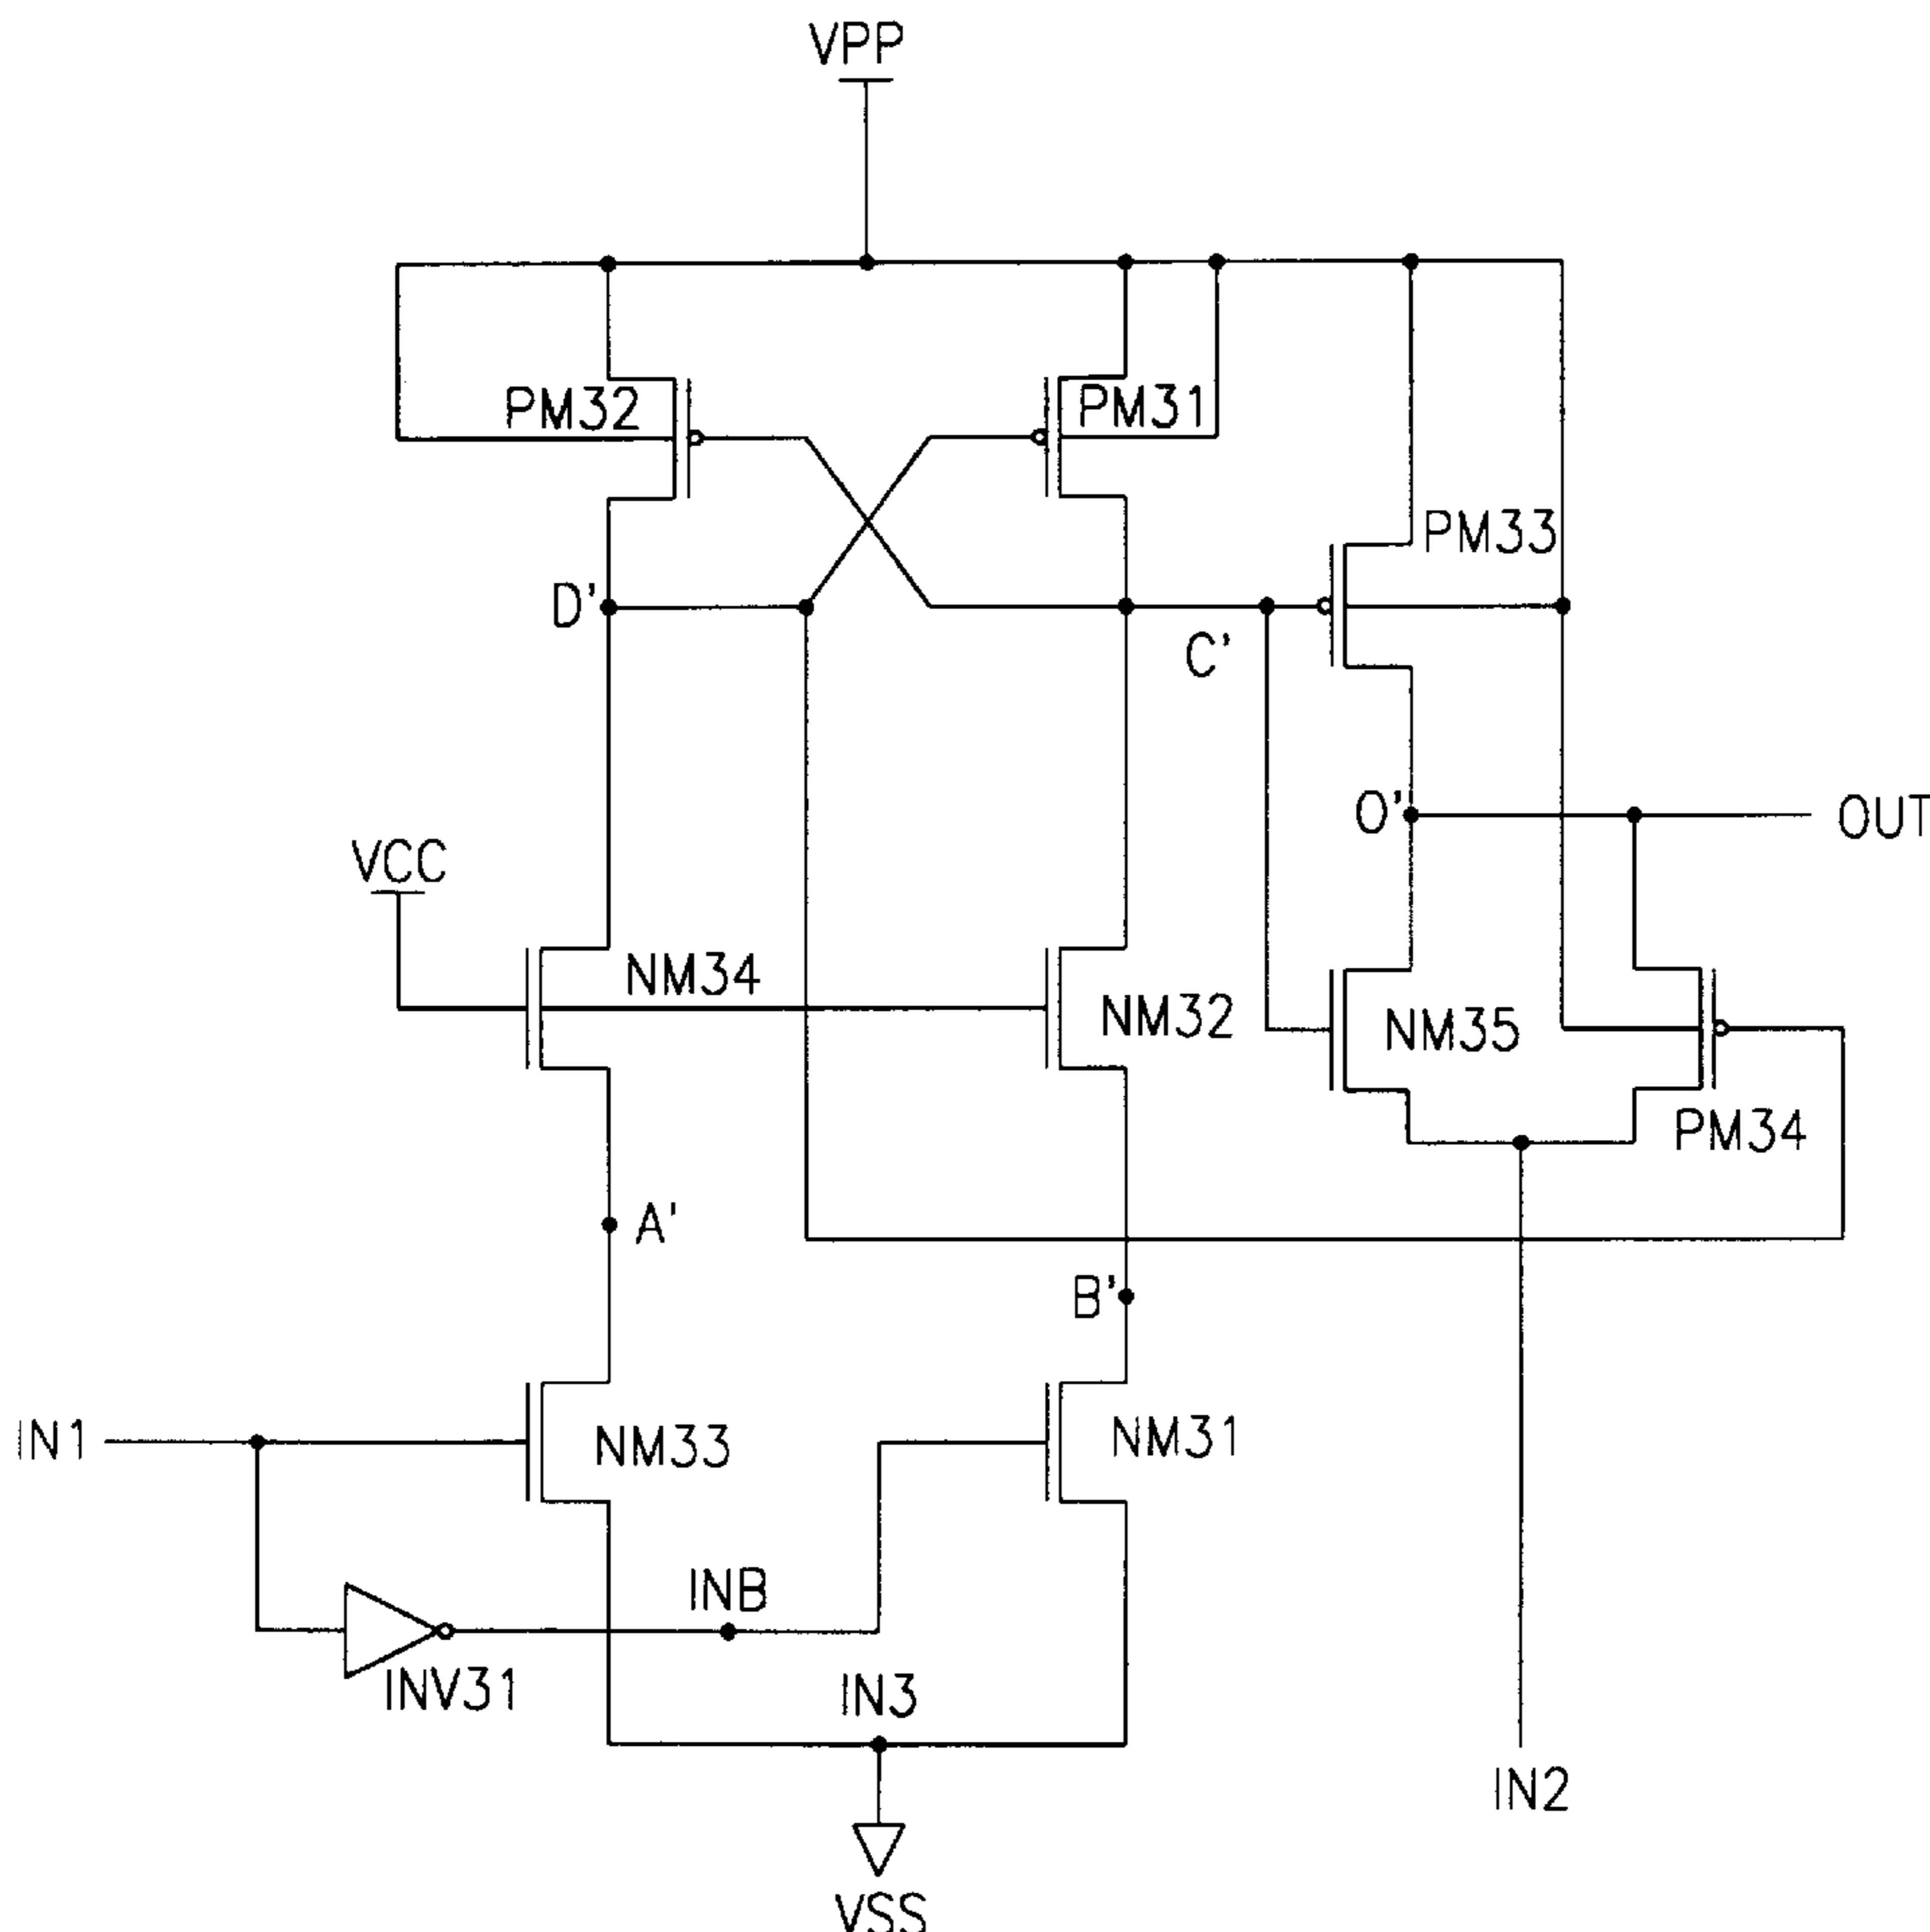 VPP
PM32
PM31
PM33
D'
C'
O'
OUT
VCC
NM34
NM32
NM35
PM34
A'
B'
IN1
NM33
NM31
INB
INV31
IN3
IN2
VSS